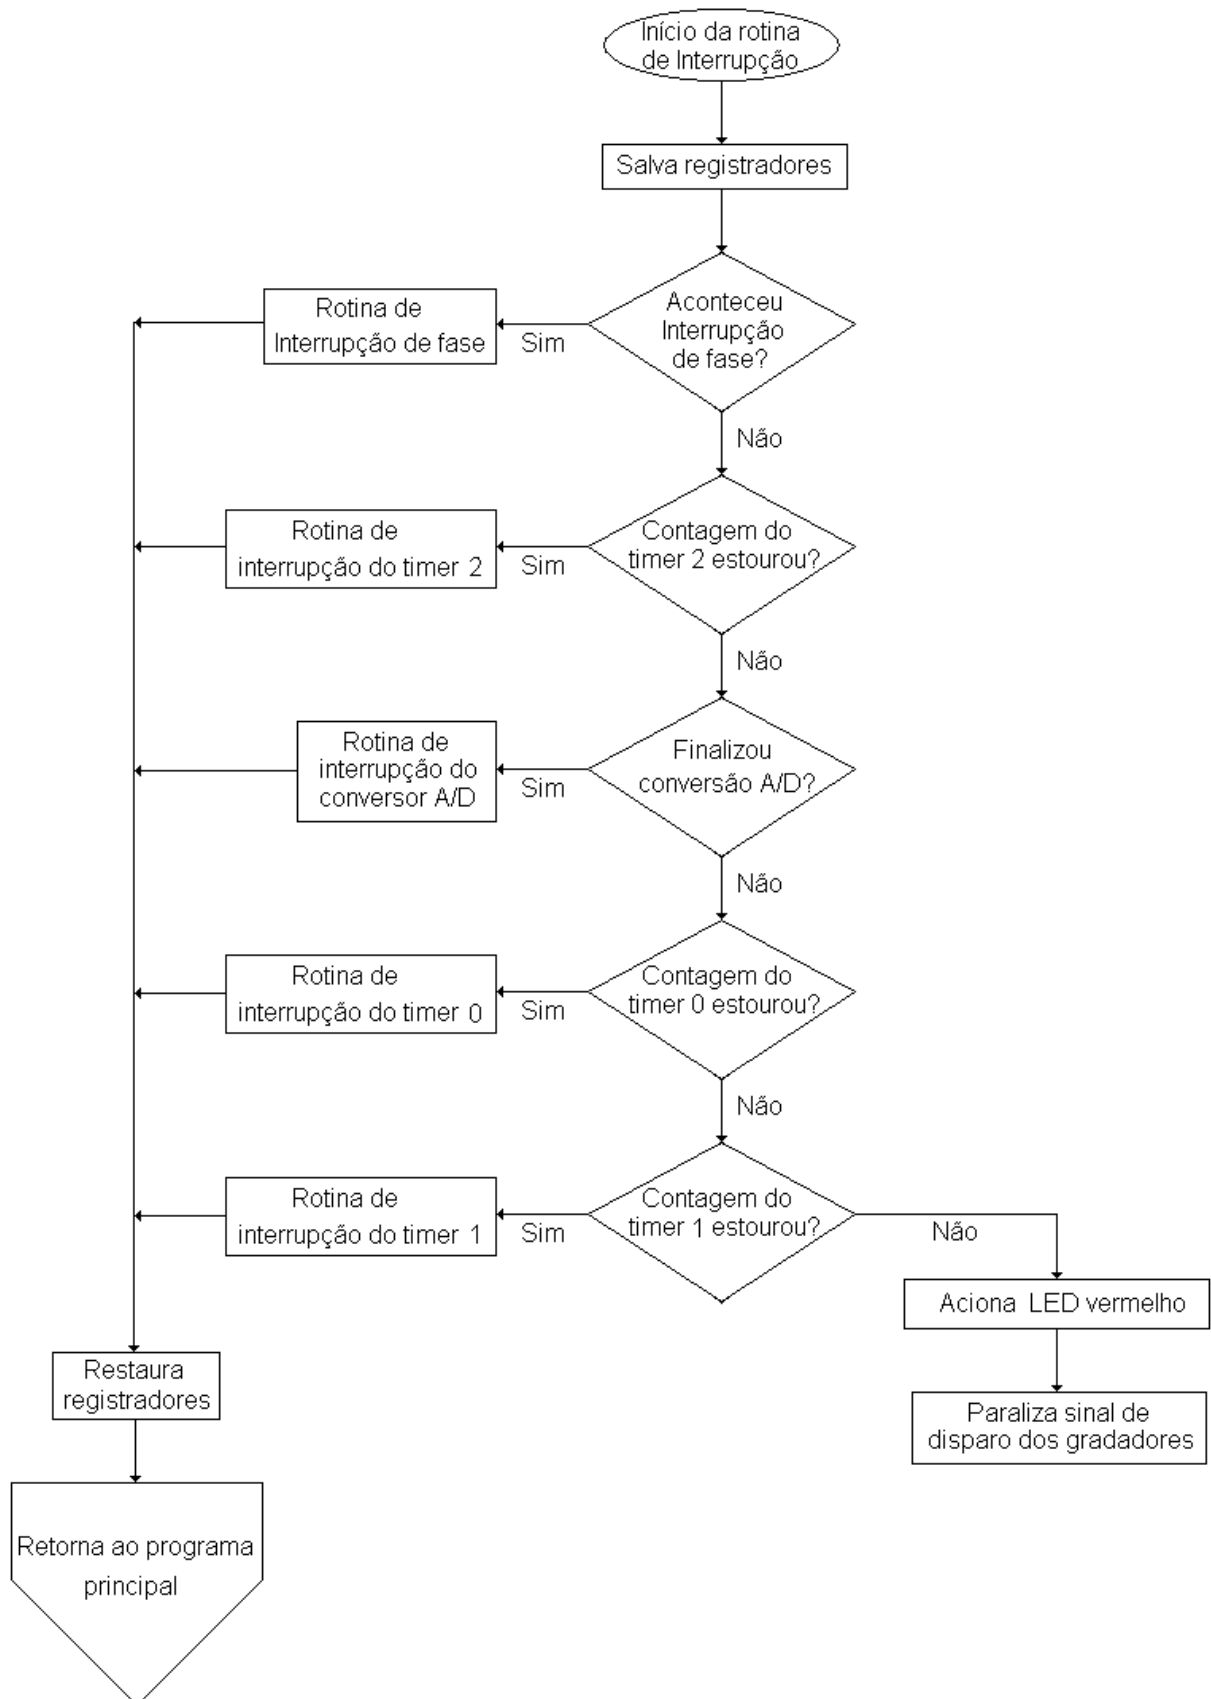 Início da rotina
de Interrupção
Salva registradores
Aconteceu
Interrupção
de fase?
Sim
Rotina de
Interrupção de fase
Não
Contagem do
timer 2 estourou?
Sim
Rotina de
interrupção do timer 2
Não
Finalizou
conversão A/D?
Sim
Rotina de
interrupção do
conversor A/D
Não
Contagem do
timer 0 estourou?
Sim
Rotina de
interrupção do timer 0
Não
Contagem do
timer 1 estourou?
Sim
Rotina de
interrupção do timer 1
Não
Aciona LED vermelho
Paraliza sinal de
disparo dos gradadores
Restaura
registradores
Retorna ao programa
principal